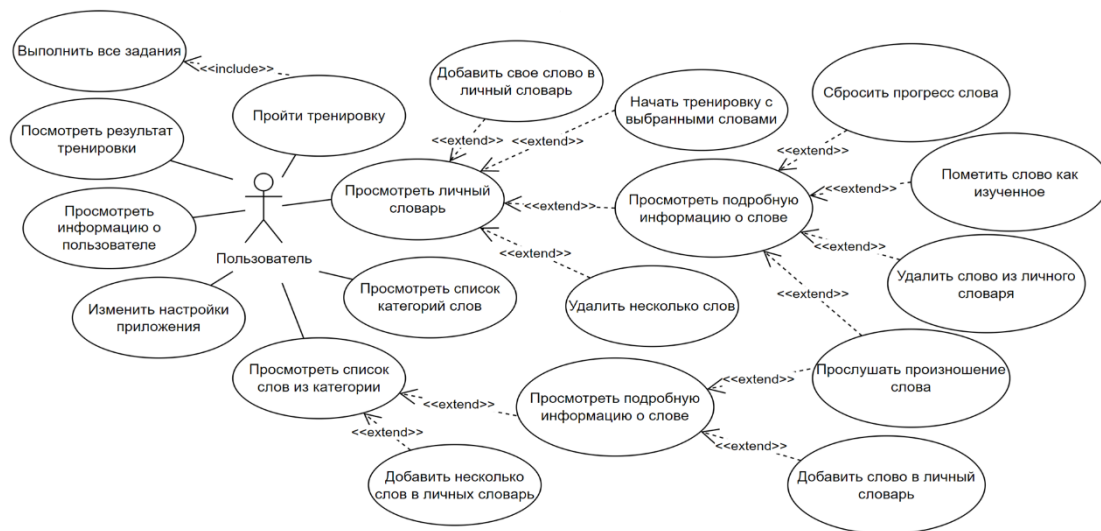 Выполнить все задания
<<include>>
Пройти тренировку
Посмотреть результат
тренировки
Просмотреть
информацию о
пользователе
Изменить настройки
приложения
Пользователь
Добавить свое слово в
личный словарь
<<extend>>
Начать тренировку с
выбранными словами
<<extend>>
Просмотреть личный
словарь
<<extend>>
Просмотреть подробную
информацию о слове
<<extend>>
Сбросить прогресс слова
<<extend>>
Пометить слово как
изученное
<<extend>>
Удалить слово из личного
словаря
<<extend>>
Удалить несколько слов
<<extend>>
Просмотреть список
категорий слов
Просмотреть список
слов из категории
<<extend>>
Просмотреть подробную
информацию о слове
<<extend>>
Прослушать произношение
слова
<<extend>>
Добавить несколько
слов в личных словарь
<<extend>>
Добавить слово в личный
словарь
<<extend>>